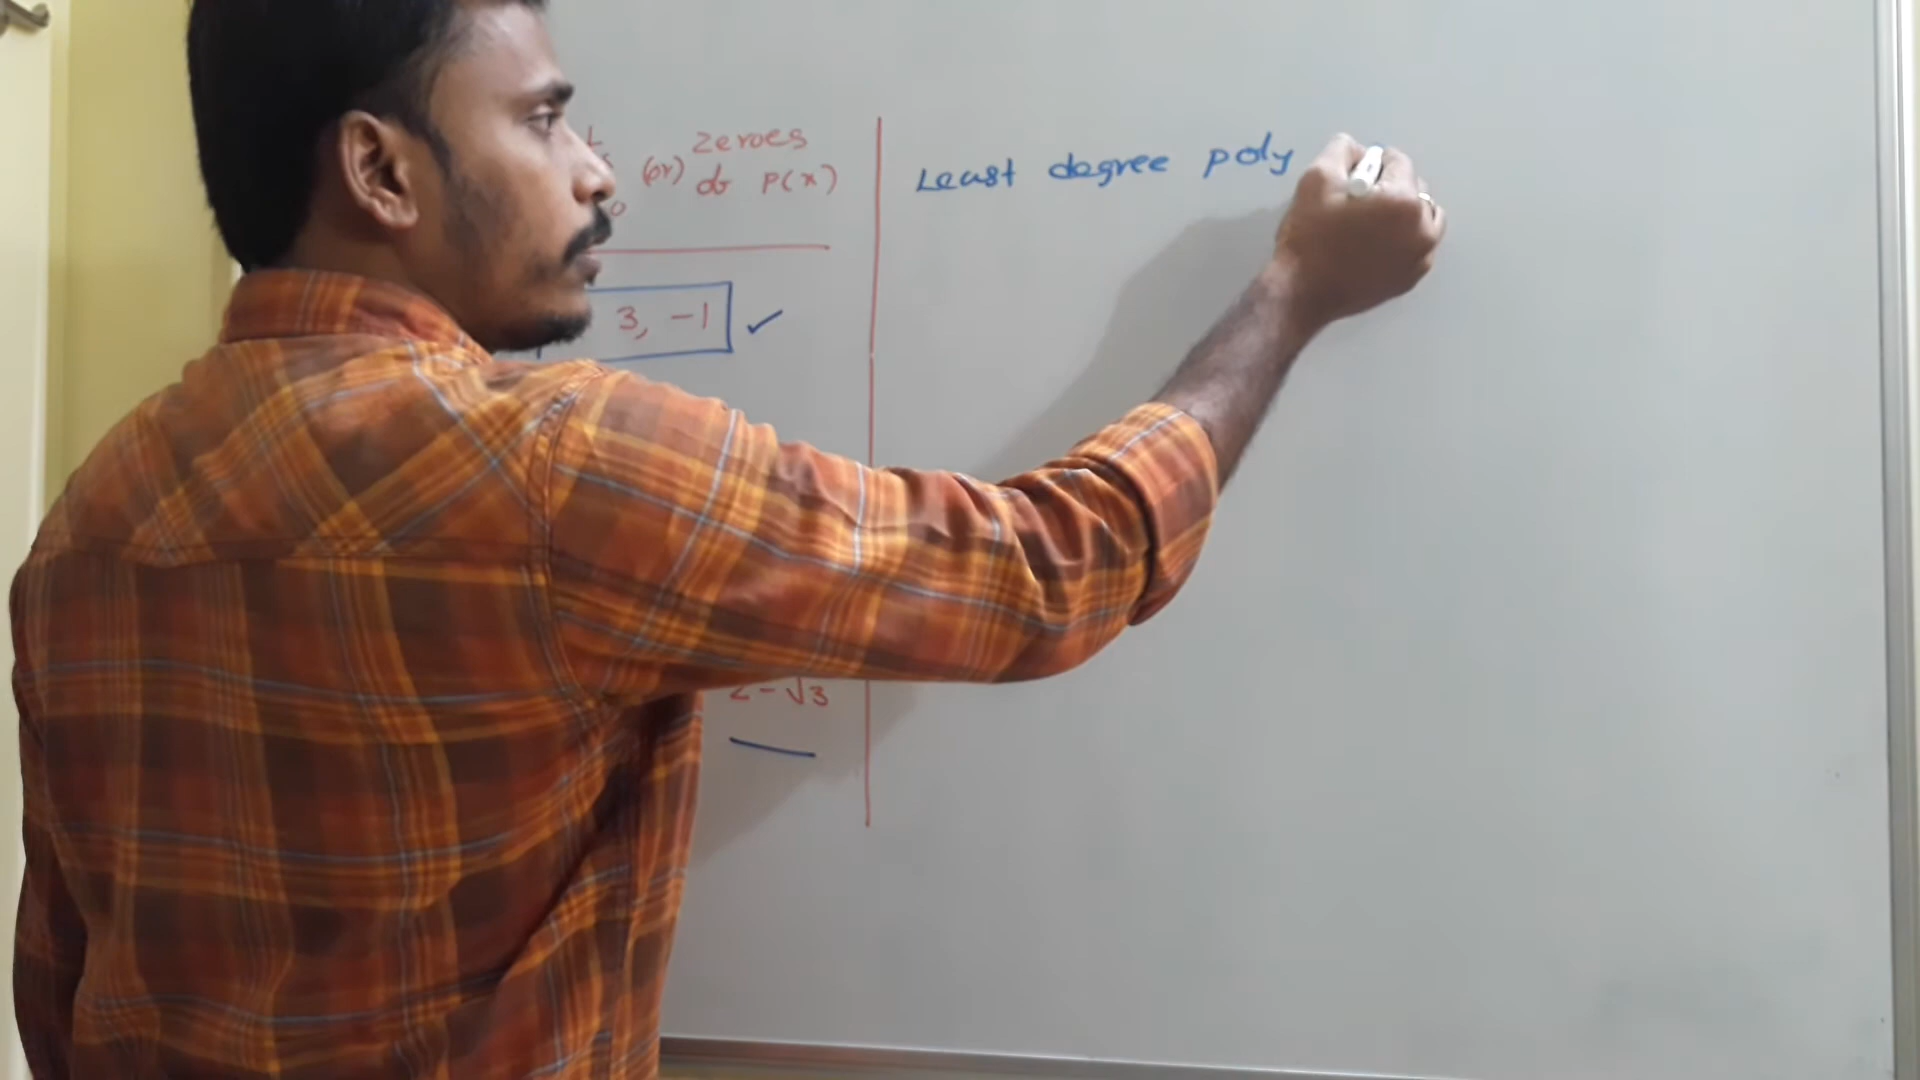 (or) zeroes
of P(x)
3, -1
2-√3
Least degree poly